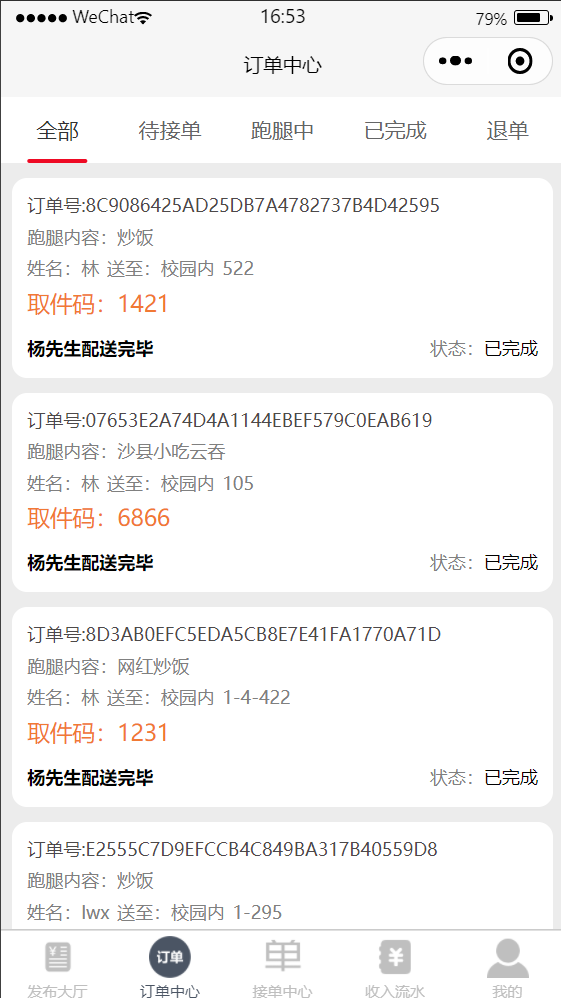 ●●●●● WeChat 16:53 79%
订单中心
全部 待接单 跑腿中 已完成 退单
订单号:8C9086425AD25DB7A4782737B4D42595
跑腿内容：炒饭
姓名：林 送至：校园内 522
取件码：1421
杨先生配送完毕 状态：已完成
订单号:07653E2A74D4A1144EBEF579C0EAB619
跑腿内容：沙县小吃云吞
姓名：林 送至：校园内 105
取件码：6866
杨先生配送完毕 状态：已完成
订单号:8D3AB0EFC5EDA5CB8E7E41FA1770A71D
跑腿内容：网红炒饭
姓名：林 送至：校园内 1-4-422
取件码：1231
杨先生配送完毕 状态：已完成
订单号:E2555C7D9EFCCB4C849BA317B40559D8
跑腿内容：炒饭
姓名：lwx 送至：校园内 1-295
¥ 订单 单 ¥
发布大厅 订单中心 接单中心 收入流水 我的